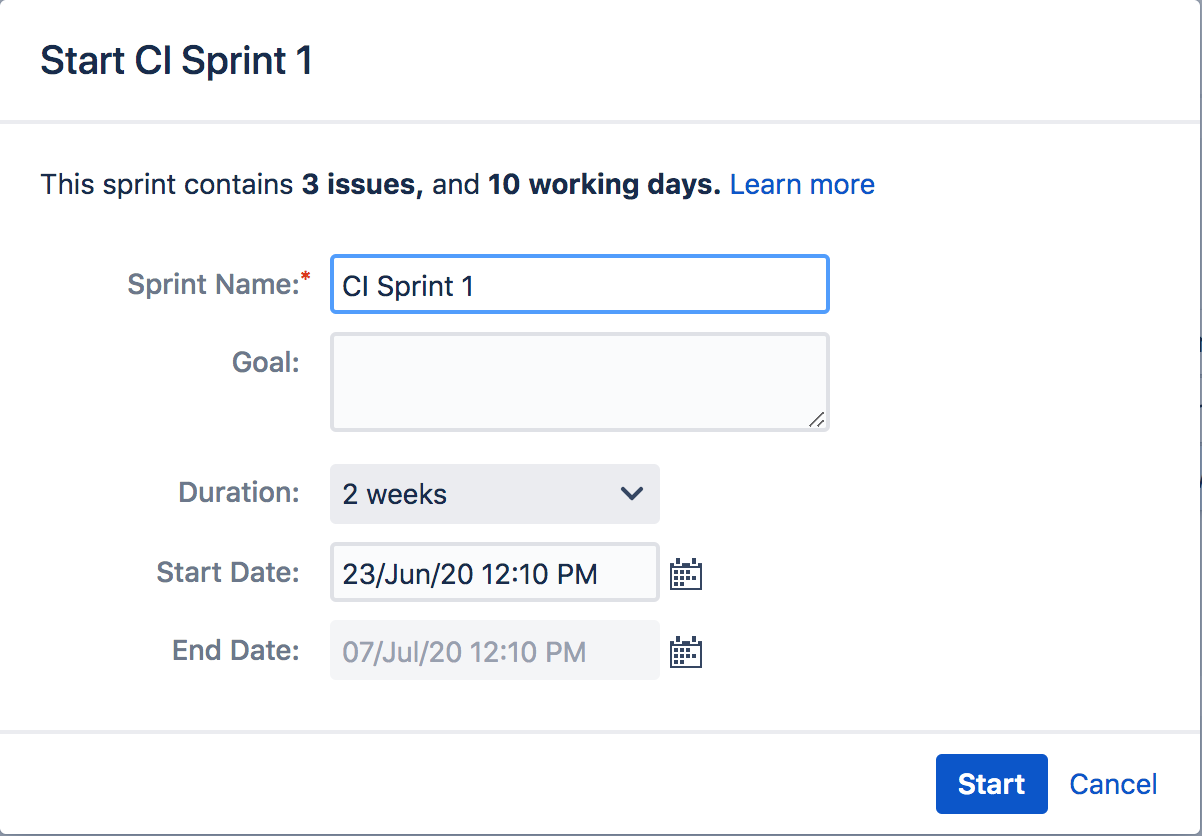 Start CI Sprint 1
This sprint contains 3 issues, and 10 working days. Learn more
Sprint Name:* CI Sprint 1
Goal:
Duration: 2 weeks
Start Date: 23/Jun/20 12:10 PM
End Date: 07/Jul/20 12:10 PM
Start Cancel